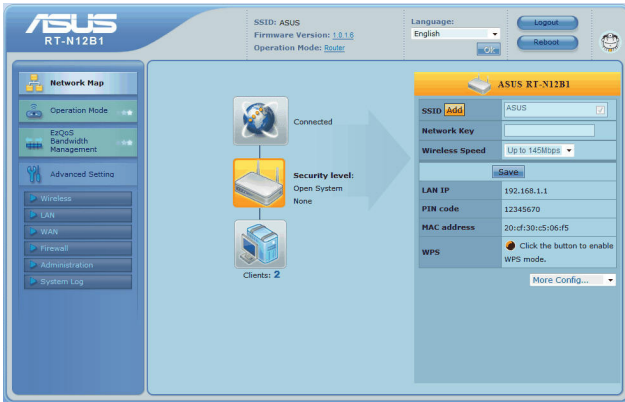 ASUS
RT-N12B1
SSID: ASUS
Firmware Version: 1.0.1.6
Operation Mode: Router
Language:
English
OK
Logout
Reboot
Network Map
Operation Mode
EzQoS
Bandwidth
Management
Advanced Setting
Wireless
LAN
WAN
Firewall
Administration
System Log
Connected
Security level:
Open System
None
Clients: 2
ASUS RT-N12B1
SSID Add ASUS
Network Key
Wireless Speed Up to 145Mbps
Save
LAN IP 192.168.1.1
PIN code 12345670
MAC address 20:cf:30:c5:06:f5
WPS Click the button to enable
WPS mode.
More Config...